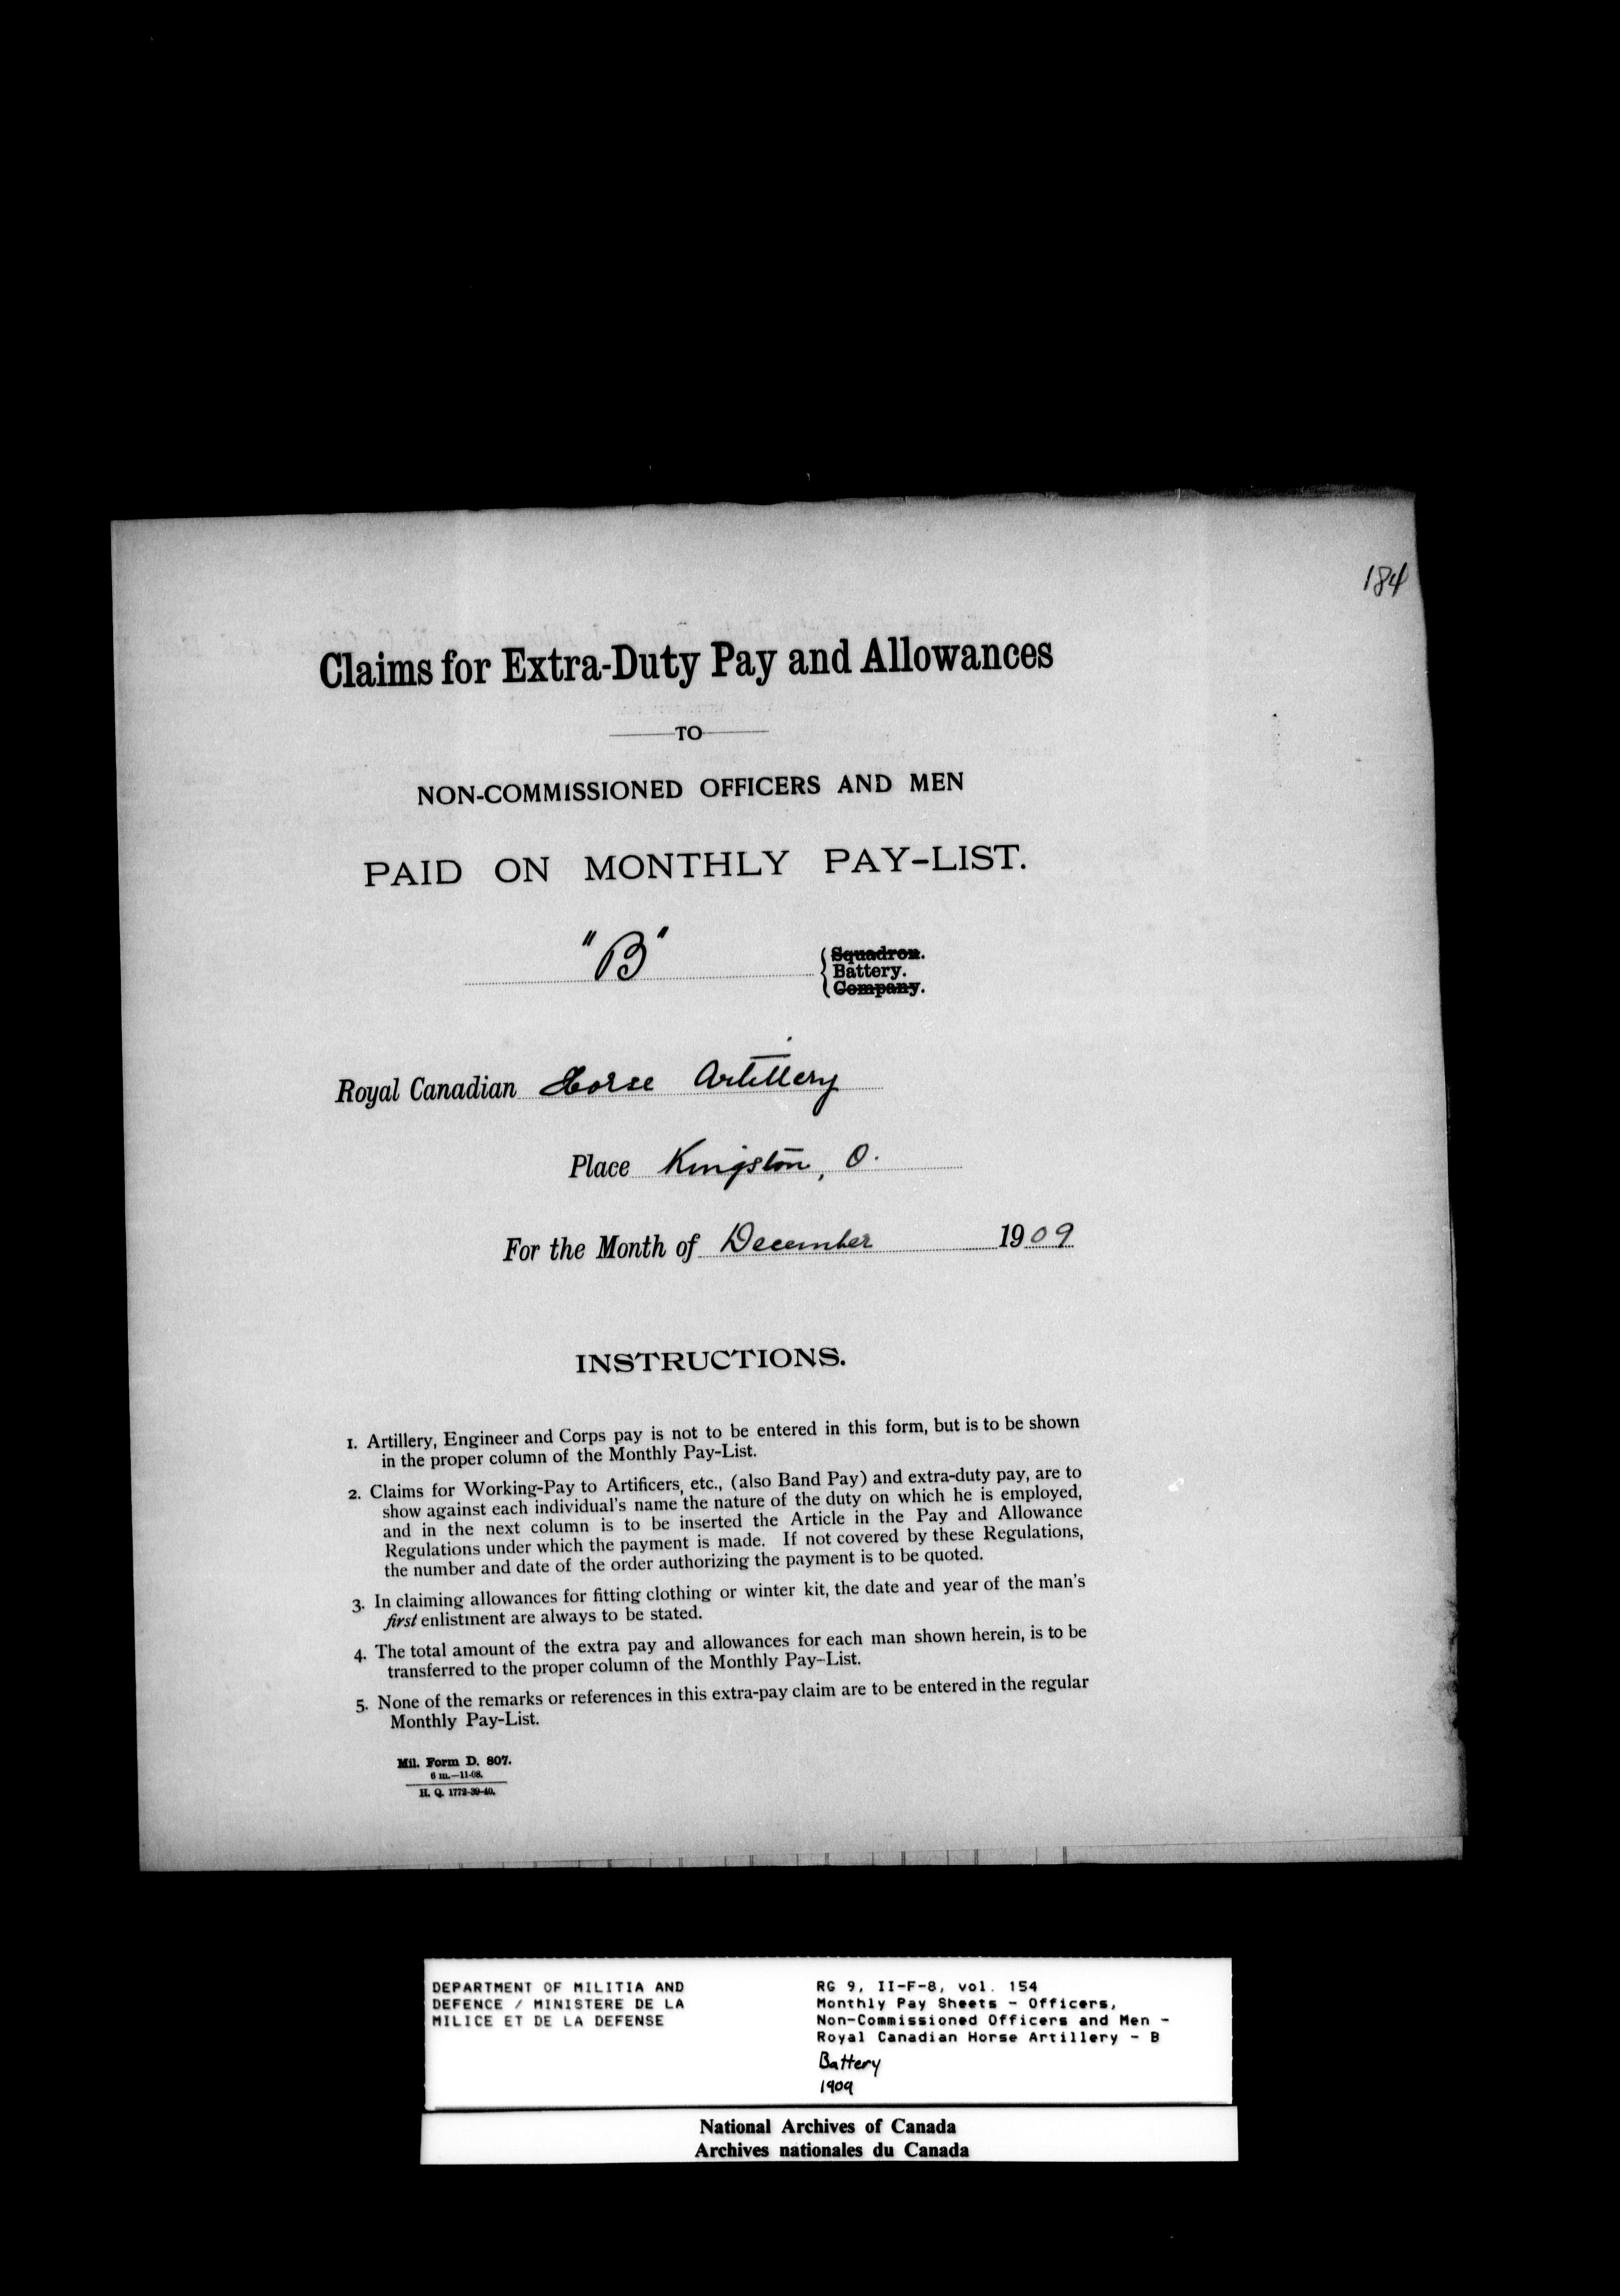 184
Claims for Extra-Duty Pay and Allowances
TO
NON-COMMISSIONED OFFICERS AND MEN
PAID ON MONTHLY PAY-LIST.
"B"
Squadron.
Battery.
Company.
Royal Canadian Horse Artillery
Place Kingston, O.
For the Month of December 1909
INSTRUCTIONS.
1. Artillery, Engineer and Corps pay is not to be entered in this form, but is to be shown
in the proper column of the Monthly Pay-List.
2. Claims for Working-Pay to Artificers, etc., (also Band Pay) and extra-duty pay, are to
show against each individual's name the nature of the duty on which he is employed,
and in the next column is to be inserted the Article in the Pay and Allowance
Regulations under which the payment is made. If not covered by these Regulations,
the number and date of the order authorizing the payment is to be quoted.
3. In claiming allowances for fitting clothing or winter kit, the date and year of the man's
first enlistment are always to be stated.
4. The total amount of the extra pay and allowances for each man shown herein, is to be
transferred to the proper column of the Monthly Pay-List.
5. None of the remarks or references in this extra-pay claim are to be entered in the regular
Monthly Pay-List.
Mil. Form D. 807.
6 m.—11-08.
H. Q. 1772-39-40.
DEPARTMENT OF MILITIA AND
DEFENCE / MINISTERE DE LA
MILICE ET DE LA DEFENSE
RG 9, II-F-8, vol. 154
Monthly Pay Sheets - Officers,
Non-Commissioned Officers and Men -
Royal Canadian Horse Artillery - B
Battery
1909
National Archives of Canada
Archives nationales du Canada